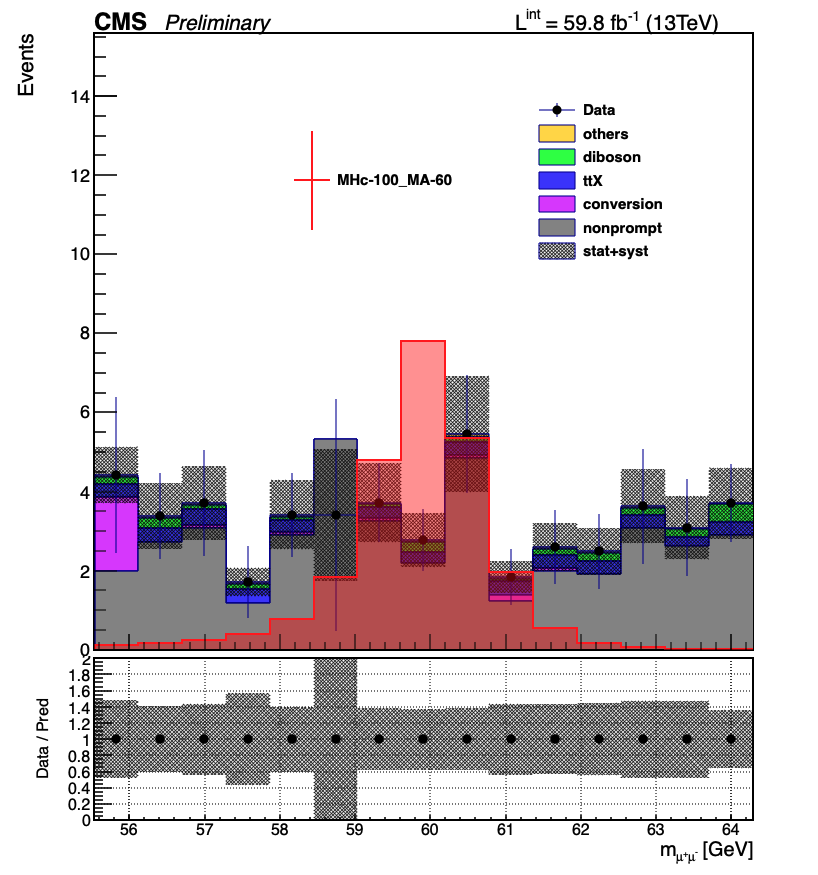 CMS Preliminary L^int = 59.8 fb^-1 (13TeV)
Events
14
12
10
8
6
4
2
0
Data
others
diboson
ttX
conversion
nonprompt
stat+syst
MHc-100_MA-60
Data / Pred
2
1.8
1.6
1.4
1.2
1
0.8
0.6
0.4
0.2
0
56 57 58 59 60 61 62 63 64
m_μ⁺μ⁻ [GeV]